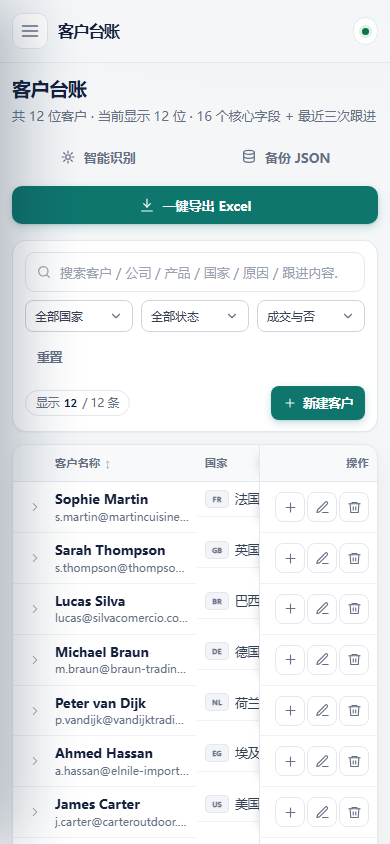 客户台账
客户台账
共 12 位客户 · 当前显示 12 位 · 16 个核心字段 + 最近三次跟进
智能识别 备份 JSON
一键导出 Excel
搜索客户 / 公司 / 产品 / 国家 / 原因 / 跟进内容..
全部国家 全部状态 成交与否
重置
显示 12 / 12 条 + 新建客户
客户名称 ↕ 国家 操作
Sophie Martin FR 法国
s.martin@martincuisine...
Sarah Thompson GB 英国
s.thompson@thompso...
Lucas Silva BR 巴西
lucas@silvacomercio.co...
Michael Braun DE 德国
m.braun@braun-tradin...
Peter van Dijk NL 荷兰
p.vandijk@vandijktradi...
Ahmed Hassan EG 埃及
a.hassan@elnile-import...
James Carter US 美国
j.carter@carteroutdoor....